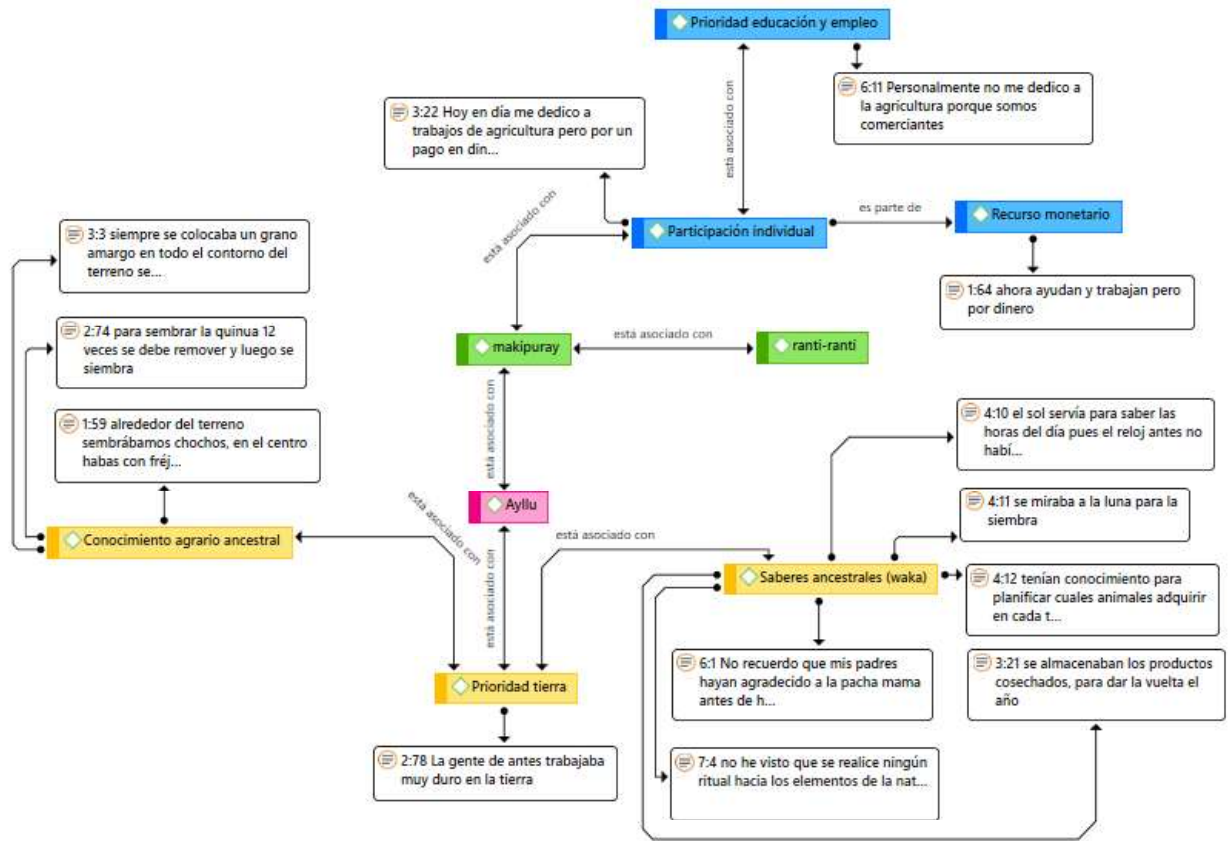 Prioridad educación y empleo
6:11 Personalmente no me dedico a
la agricultura porque somos
comerciantes
está asociado con
3:22 Hoy en día me dedico a
trabajos de agricultura pero por un
pago en din...
está asociado con
Participación individual
es parte de
Recurso monetario
1:64 ahora ayudan y trabajan pero
por dinero
3:3 siempre se colocaba un grano
amargo en todo el contorno del
terreno se...
2:74 para sembrar la quinua 12
veces se debe remover y luego se
siembra
1:59 alrededor del terreno
sembrábamos chochos, en el centro
habas con fréj...
Conocimiento agrario ancestral
makipuray
está asociado con
ranti-ranti
está asociado con
Ayllu
está asociado con
está asociado con
está asociado con
Prioridad tierra
2:78 La gente de antes trabajaba
muy duro en la tierra
Saberes ancestrales (waka)
4:10 el sol servía para saber las
horas del día pues el reloj antes no
habí...
4:11 se miraba a la luna para la
siembra
4:12 tenían conocimiento para
planificar cuales animales adquirir
en cada t...
6:1 No recuerdo que mis padres
hayan agradecido a la pacha mama
antes de h...
3:21 se almacenaban los productos
cosechados, para dar la vuelta el
año
7:4 no he visto que se realice ningún
ritual hacia los elementos de la nat...